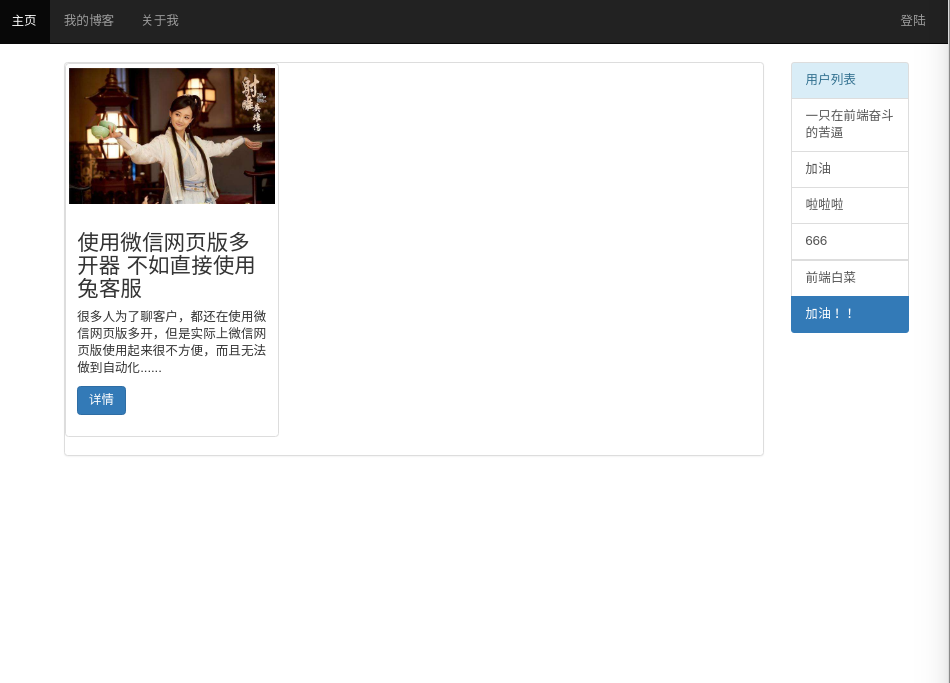 主页 我的博客 关于我 登陆
射雕
英雄传
使用微信网页版多
开器 不如直接使用
兔客服
很多人为了聊客户，都还在使用微
信网页版多开，但是实际上微信网
页版使用起来很不方便，而且无法
做到自动化......
详情
用户列表
一只在前端奋斗
的苦逼
加油
啦啦啦
666
前端白菜
加油！！